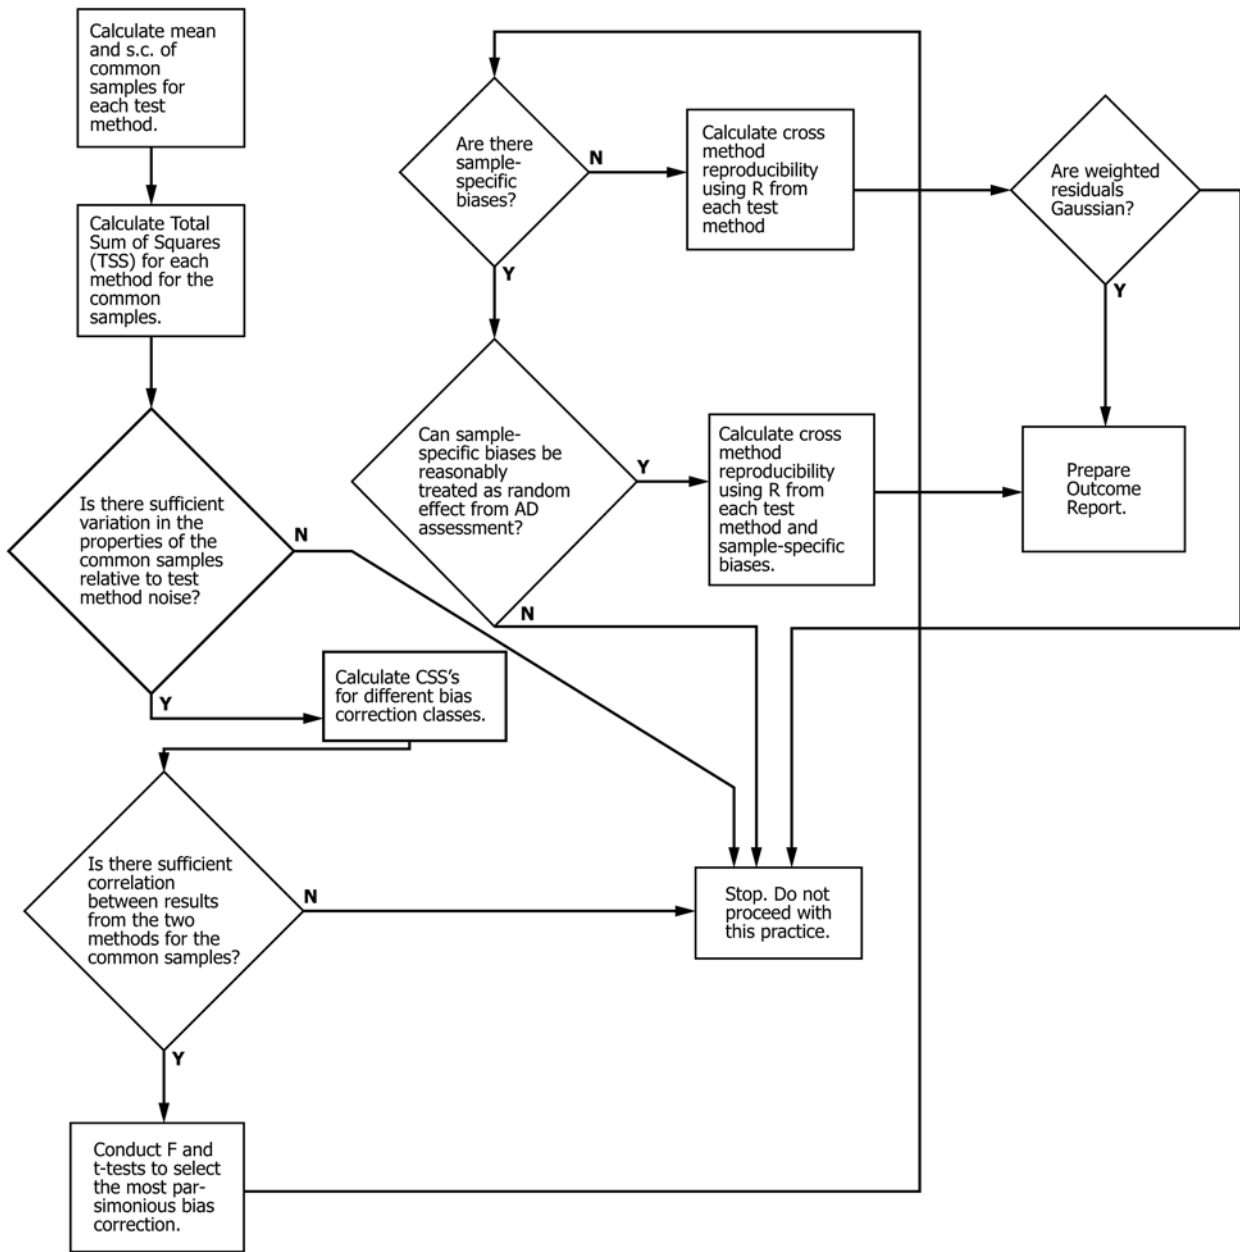 Calculate mean
and s.c. of
common
samples for
each test
method.
Calculate Total
Sum of Squares
(TSS) for each
method for the
common
samples.
Is there sufficient
variation in the
properties of the
common samples
relative to test
method noise?
N
Y
Calculate CSS's
for different bias
correction classes.
Is there sufficient
correlation
between results
from the two
methods for the
common samples?
N
Y
Conduct F and
t-tests to select
the most par-
simonious bias
correction.
Are there
sample-
specific
biases?
N
Y
Calculate cross
method
reproducibility
using R from
each test
method
Are weighted
residuals
Gaussian?
Y
Can sample-
specific biases be
reasonably
treated as random
effect from AD
assessment?
Y
N
Calculate cross
method
reproducibility
using R from
each test
method and
sample-specific
biases.
Prepare
Outcome
Report.
Stop. Do not
proceed with
this practice.